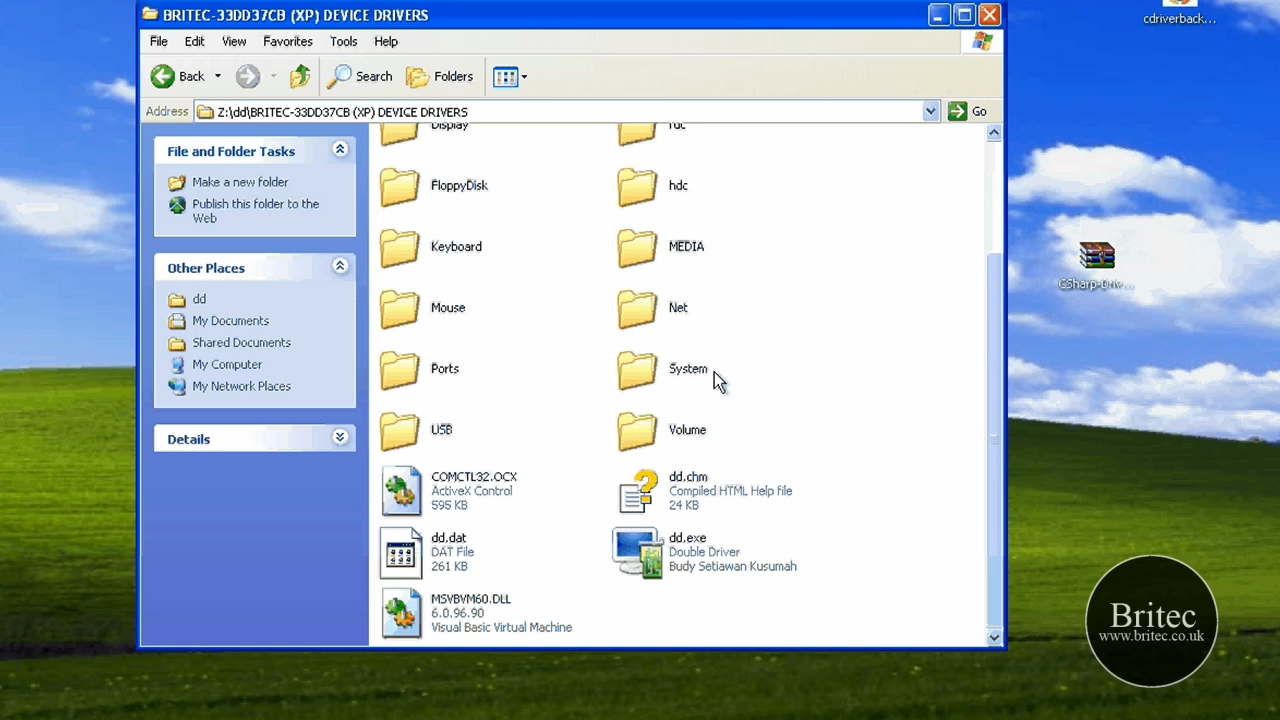 BRITEC-33DD37CB (XP) DEVICE DRIVERS
cdriverback...
File Edit View Favorites Tools Help
Back Search Folders
Address Z:\dd\BRITEC-33DD37CB (XP) DEVICE DRIVERS Go
File and Folder Tasks
Make a new folder
Publish this folder to the
Web
Other Places
dd
My Documents
Shared Documents
My Computer
My Network Places
Details
Display
FloppyDisk
hdc
Keyboard
MEDIA
Mouse
Net
Ports
System
USB
Volume
COMCTL32.OCX
ActiveX Control
595 KB
dd.chm
Compiled HTML Help file
24 KB
dd.dat
DAT File
261 KB
dd.exe
Double Driver
Budy Setiawan Kusumah
MSVBVM60.DLL
6.0.96.90
Visual Basic Virtual Machine
CSharp-Driv...
Britec
www.britec.co.uk